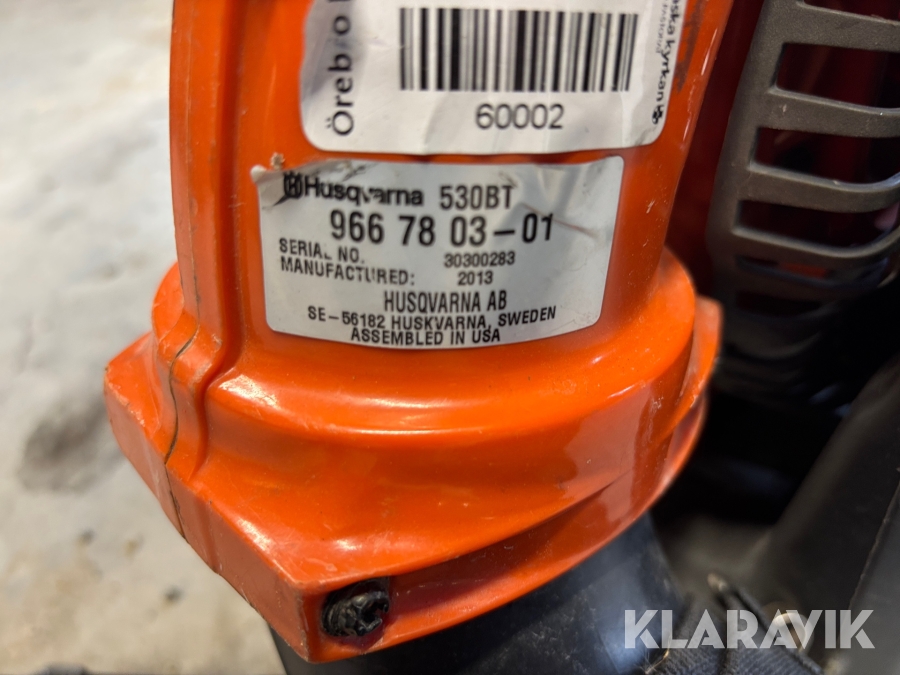 Örebro
60002
Husqvarna 530BT
966 78 03-01
SERIAL NO. 30300283
MANUFACTURED: 2013
HUSQVARNA AB
SE-56182 HUSKVARNA, SWEDEN
ASSEMBLED IN USA
KLARAVIK